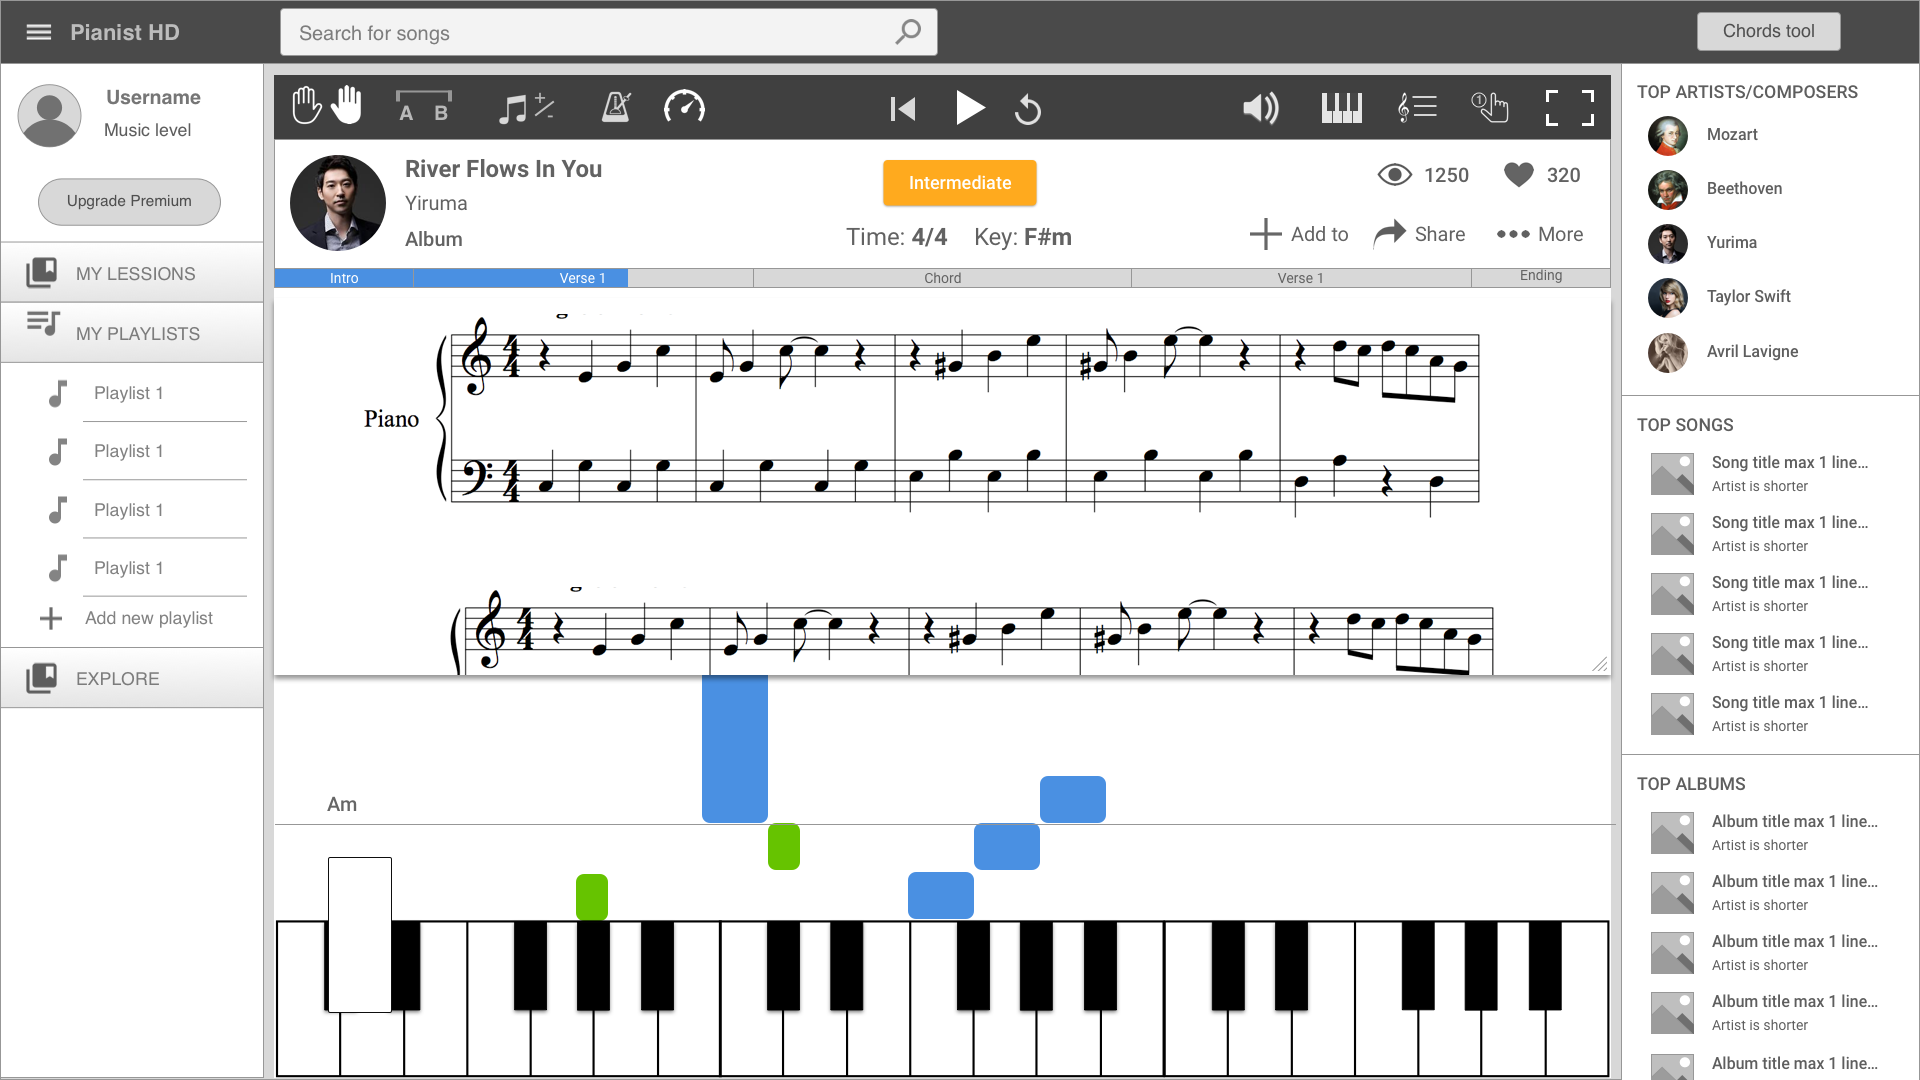 Pianist HD
Search for songs
Chords tool
Username
Music level
Upgrade Premium
MY LESSIONS
MY PLAYLISTS
Playlist 1
Playlist 1
Playlist 1
Playlist 1
Add new playlist
EXPLORE
A B
1
River Flows In You
Yiruma
Album
Intermediate
Time: 4/4 Key: F#m
1250
320
Add to
Share
More
Intro
Verse 1
Chord
Verse 1
Ending
Piano
Am
TOP ARTISTS/COMPOSERS
Mozart
Beethoven
Yurima
Taylor Swift
Avril Lavigne
TOP SONGS
Song title max 1 line...
Artist is shorter
Song title max 1 line...
Artist is shorter
Song title max 1 line...
Artist is shorter
Song title max 1 line...
Artist is shorter
Song title max 1 line...
Artist is shorter
TOP ALBUMS
Album title max 1 line...
Artist is shorter
Album title max 1 line...
Artist is shorter
Album title max 1 line...
Artist is shorter
Album title max 1 line...
Artist is shorter
Album title max 1 line...